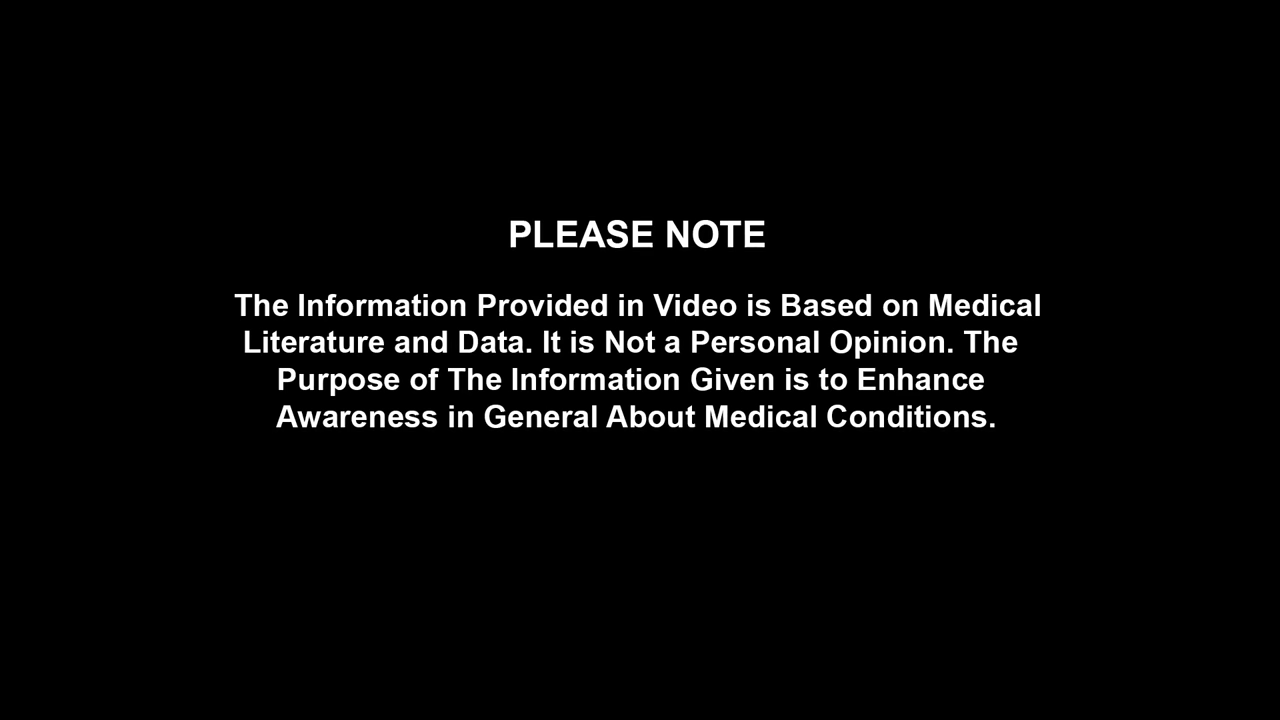 PLEASE NOTE
The Information Provided in Video is Based on Medical
Literature and Data. It is Not a Personal Opinion. The
Purpose of The Information Given is to Enhance
Awareness in General About Medical Conditions.